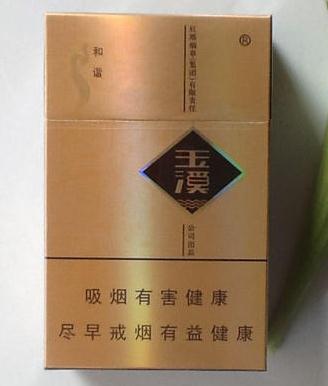 和谐
红塔烟草(集团)有限责任
®
玉溪
公司出品
吸烟有害健康
尽早戒烟有益健康